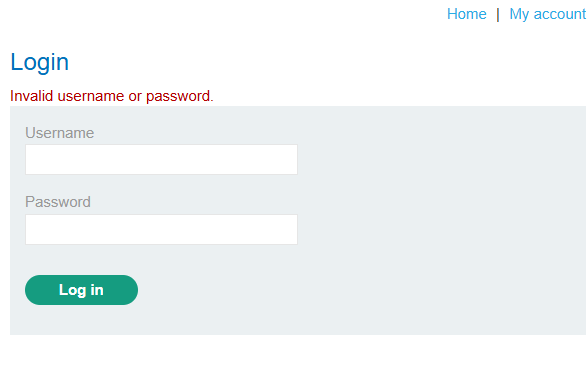 Home | My account
Login
Invalid username or password.
Username
Password
Log in